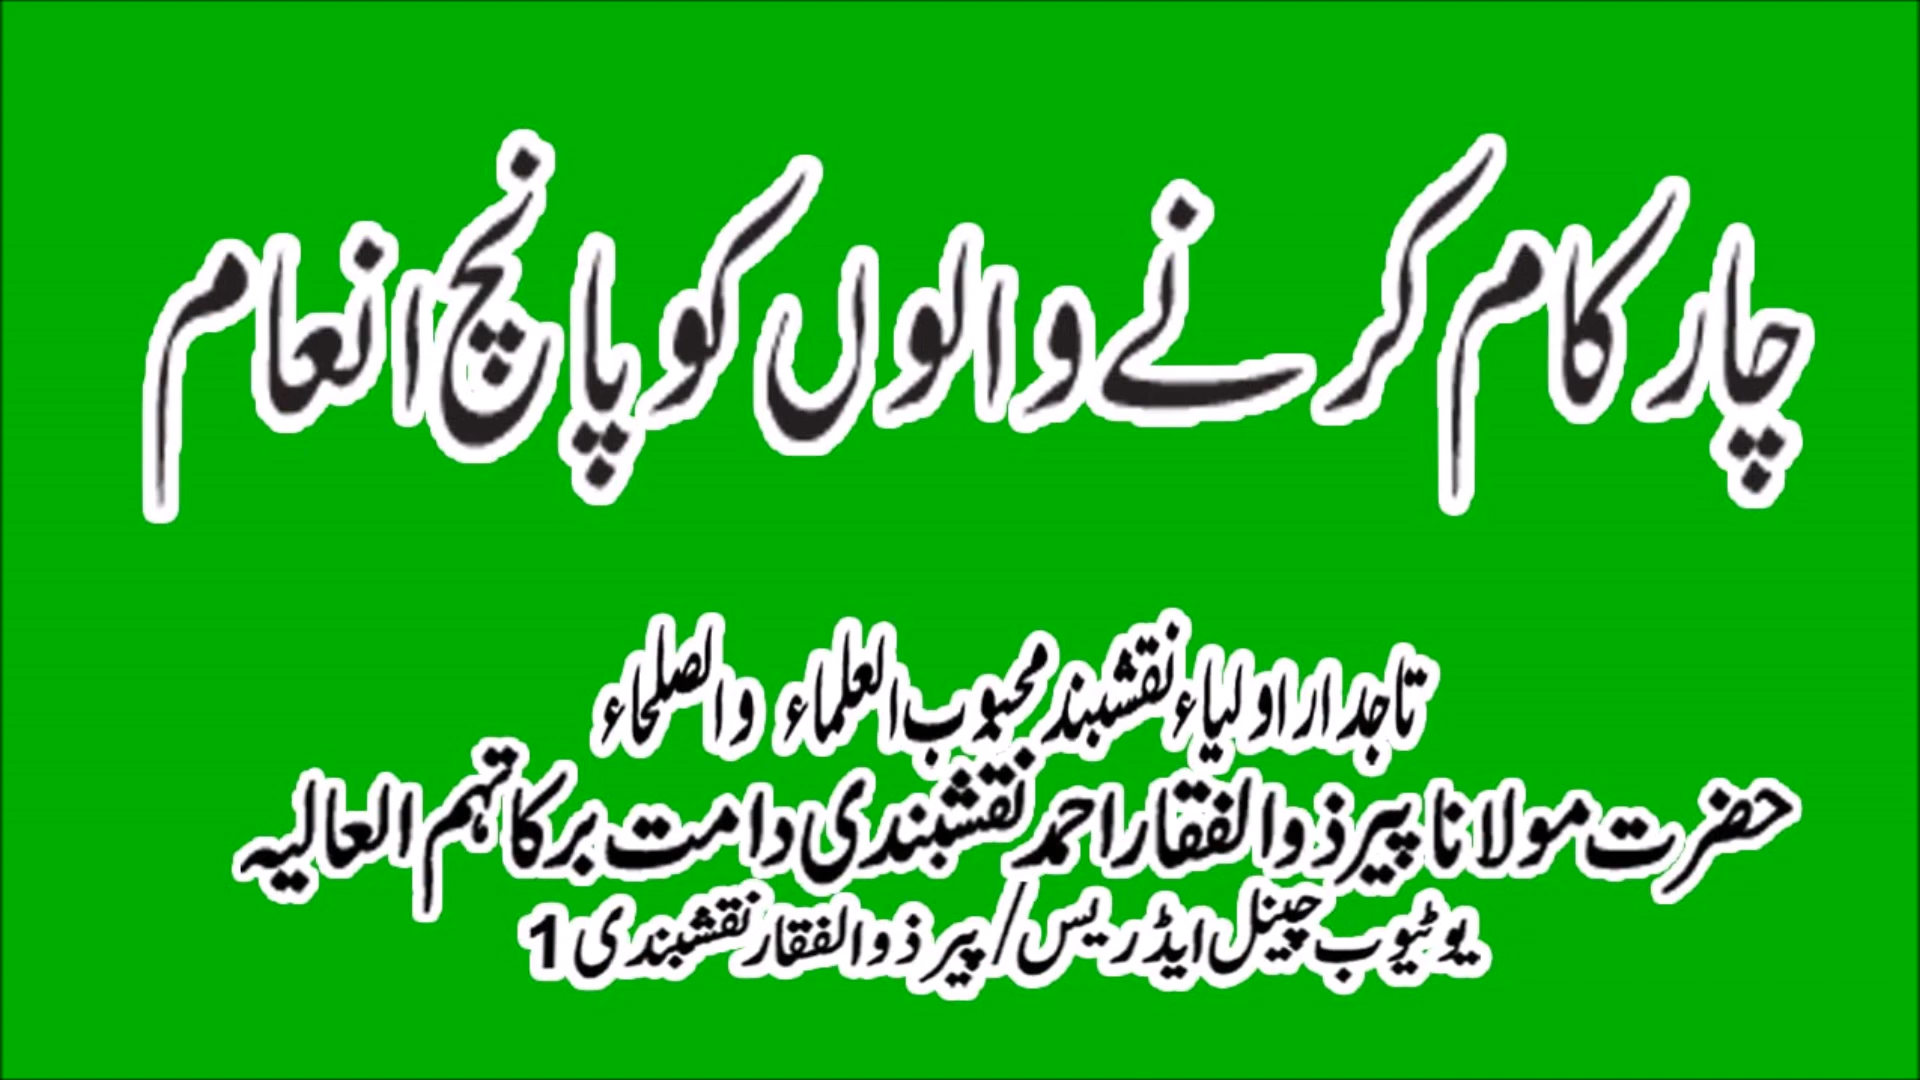 چار کام کرنے والوں کو پانچ انعام
تاجدار اولیاء نقشبند محبوب العلماء والصلحاء
حضرت مولانا پیر ذوالفقار احمد نقشبندی دامت برکاتہم العالیہ
یوٹیوب چینل ایڈریس/ پیر ذوالفقار نقشبندی 1